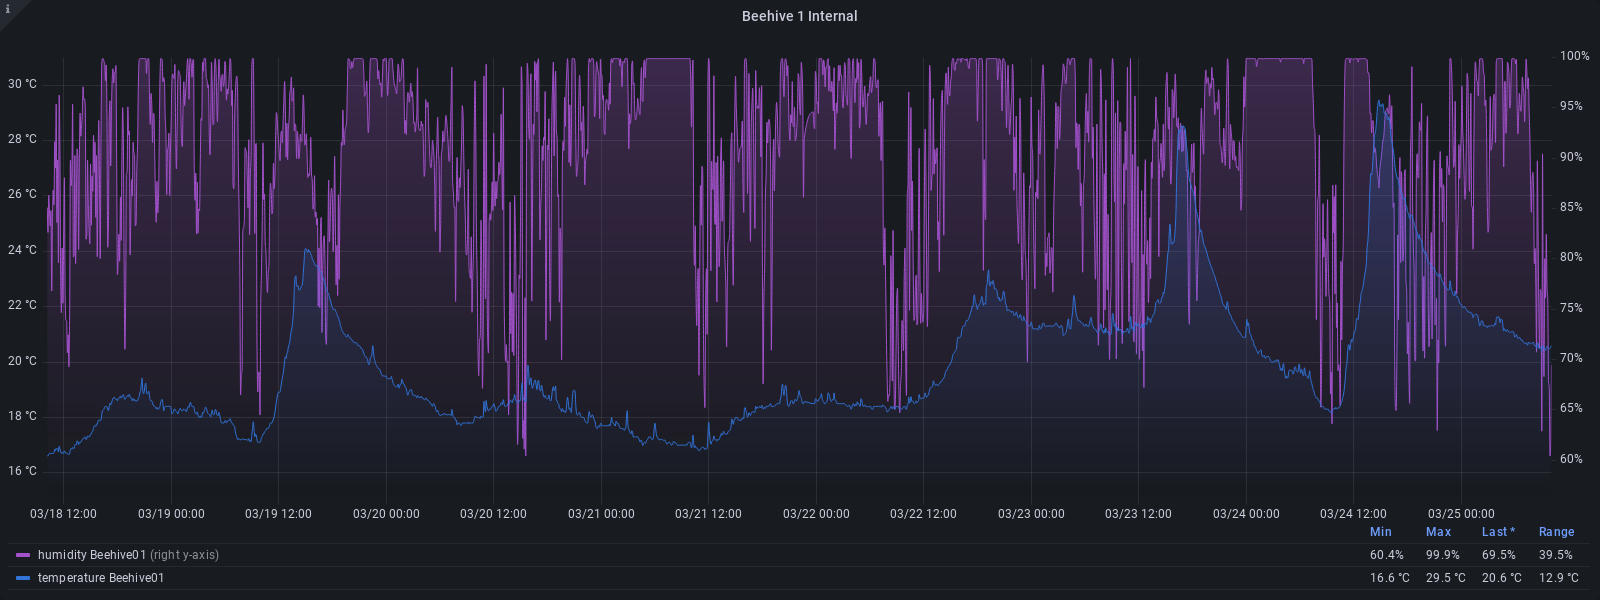 i
Beehive 1 Internal
30 °C
28 °C
26 °C
24 °C
22 °C
20 °C
18 °C
16 °C
100%
95%
90%
85%
80%
75%
70%
65%
60%
03/18 12:00 03/19 00:00 03/19 12:00 03/20 00:00 03/20 12:00 03/21 00:00 03/21 12:00 03/22 00:00 03/22 12:00 03/23 00:00 03/23 12:00 03/24 00:00 03/24 12:00 03/25 00:00
Min Max Last * Range
humidity Beehive01 (right y-axis) 60.4% 99.9% 69.5% 39.5%
temperature Beehive01 16.6 °C 29.5 °C 20.6 °C 12.9 °C